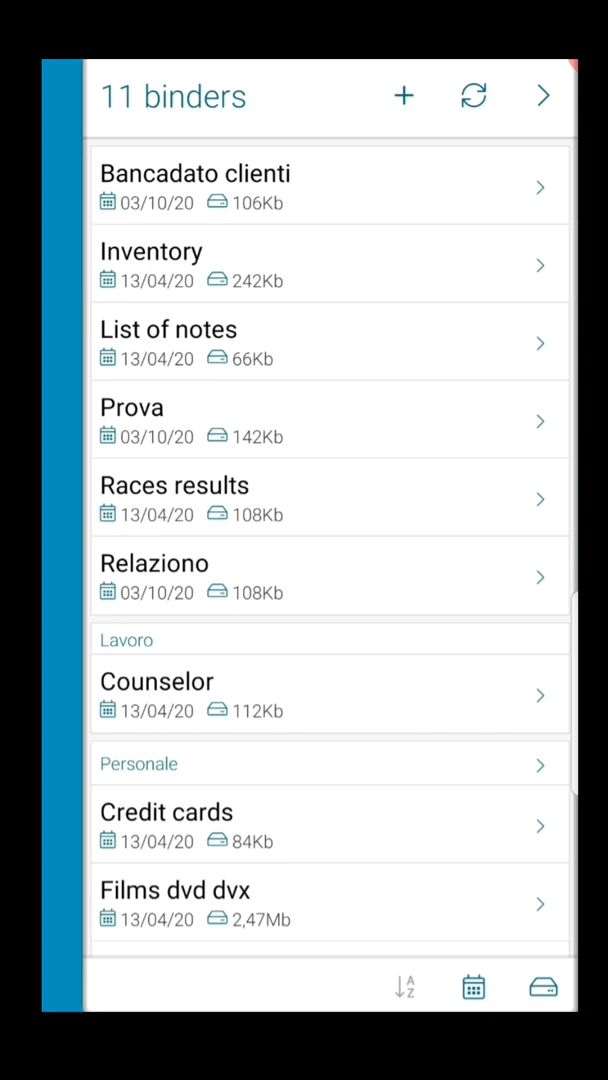 11 binders
Bancadato clienti
03/10/20 106Kb
Inventory
13/04/20 242Kb
List of notes
13/04/20 66Kb
Prova
03/10/20 142Kb
Races results
13/04/20 108Kb
Relaziono
03/10/20 108Kb
Lavoro
Counselor
13/04/20 112Kb
Personale
Credit cards
13/04/20 84Kb
Films dvd dvx
13/04/20 2,47Mb
A
Z